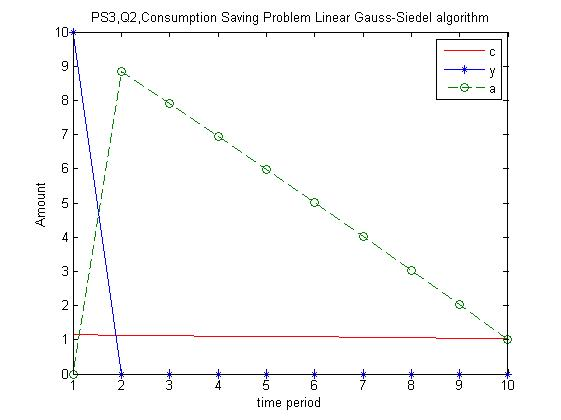 PS3,Q2,Consumption Saving Problem Linear Gauss-Siedel algorithm
10
9
8
7
6
5
4
3
2
1
0
Amount
c
y
a
1 2 3 4 5 6 7 8 9 10
time period